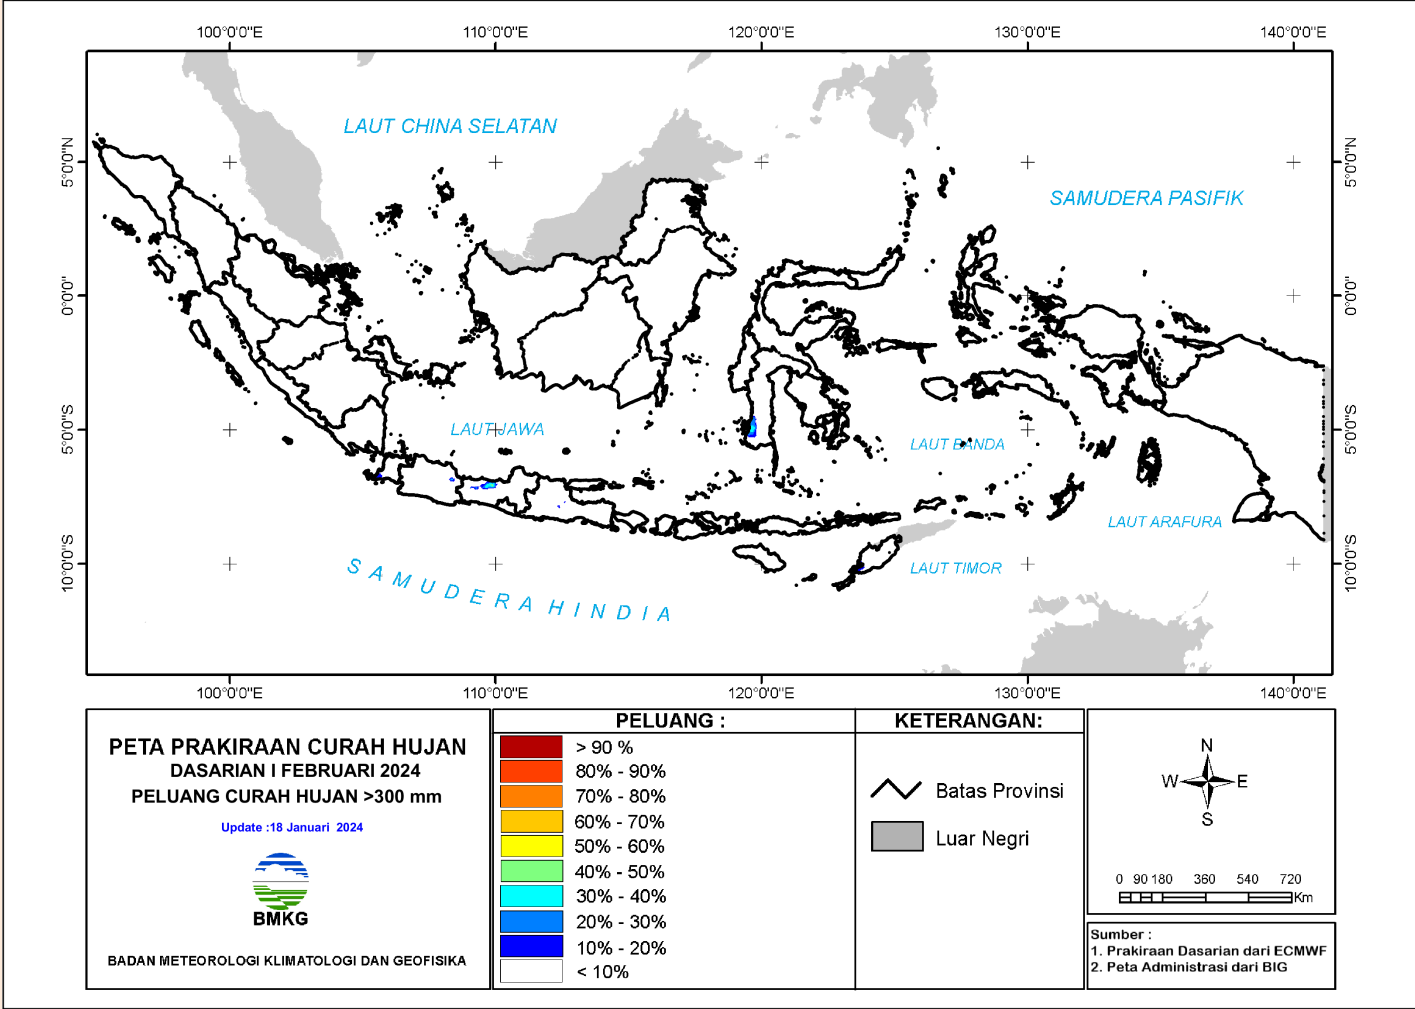 100°0'0"E 110°0'0"E 120°0'0"E 130°0'0"E 140°0'0"E
5°0'0"N 5°0'0"N
0°0'0" 0°0'0"
5°0'0"S 5°0'0"S
10°0'0"S 10°0'0"S
LAUT CHINA SELATAN
SAMUDERA PASIFIK
LAUT JAWA
LAUT BANDA
LAUT ARAFURA
LAUT TIMOR
SAMUDERA HINDIA
100°0'0"E 110°0'0"E 120°0'0"E 130°0'0"E 140°0'0"E
PETA PRAKIRAAN CURAH HUJAN
DASARIAN I FEBRUARI 2024
PELUANG CURAH HUJAN >300 mm
Update :18 Januari 2024
BMKG
BADAN METEOROLOGI KLIMATOLOGI DAN GEOFISIKA
PELUANG :
> 90 %
80% - 90%
70% - 80%
60% - 70%
50% - 60%
40% - 50%
30% - 40%
20% - 30%
10% - 20%
< 10%
KETERANGAN:
Batas Provinsi
Luar Negri
N
W E
S
0 90 180 360 540 720
Km
Sumber :
1. Prakiraan Dasarian dari ECMWF
2. Peta Administrasi dari BIG